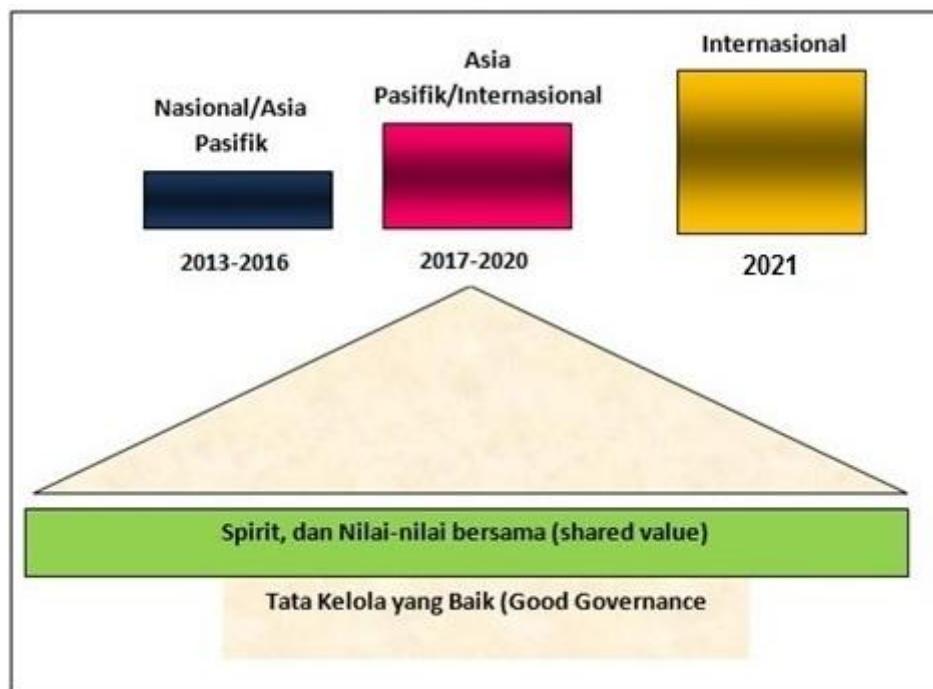 Nasional/Asia
Pasifik
2013-2016
Asia
Pasifik/Internasional
2017-2020
Internasional
2021
Spirit, dan Nilai-nilai bersama (shared value)
Tata Kelola yang Baik (Good Governance